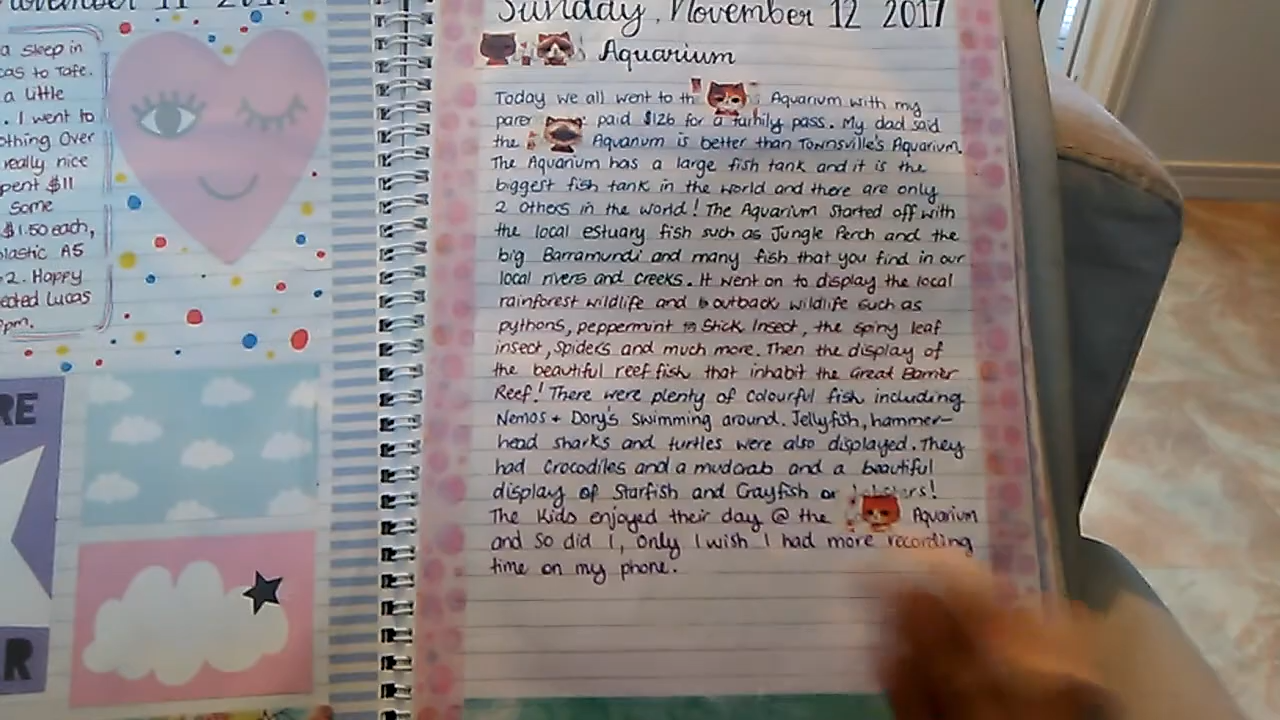 a sleep in
cas to Tafe.
a little
. I went to
othing Over
really nice
pent $11
Some
$1.50 each,
plastic A5
2. Happy
Lucas
pm.
RE
R
Sunday, November 12 2017
Aquarium
Today we all went to th Aquarium with my
paren paid $126 for a family pass. My dad said
the Aquarium is better than Townsville's Aquarium.
The Aquarium has a large fish tank and it is the
biggest fish tank in the world and there are only
2 others in the world! The Aquarium started off with
the local estuary fish such as Jungle Perch and the
big Barramundi and many fish that you find in our
local rivers and creeks. It went on to display the local
rainforest wildlife and outback wildlife such as
pythons, peppermint Stick Insect, the spiny leaf
insect, Spiders and much more. Then the display of
the beautiful reef fish that inhabit the Great Barrier
Reef! There were plenty of colourful fish including
Nemos + Dory's swimming around. Jellyfish, hammer-
head sharks and turtles were also displayed. They
had Crocodiles and a mudcrab and a beautiful
display of Starfish and Crayfish or lobsters!
The Kids enjoyed their day @ the Aquarium
and So did I, only I wish I had more recording
time on my phone.